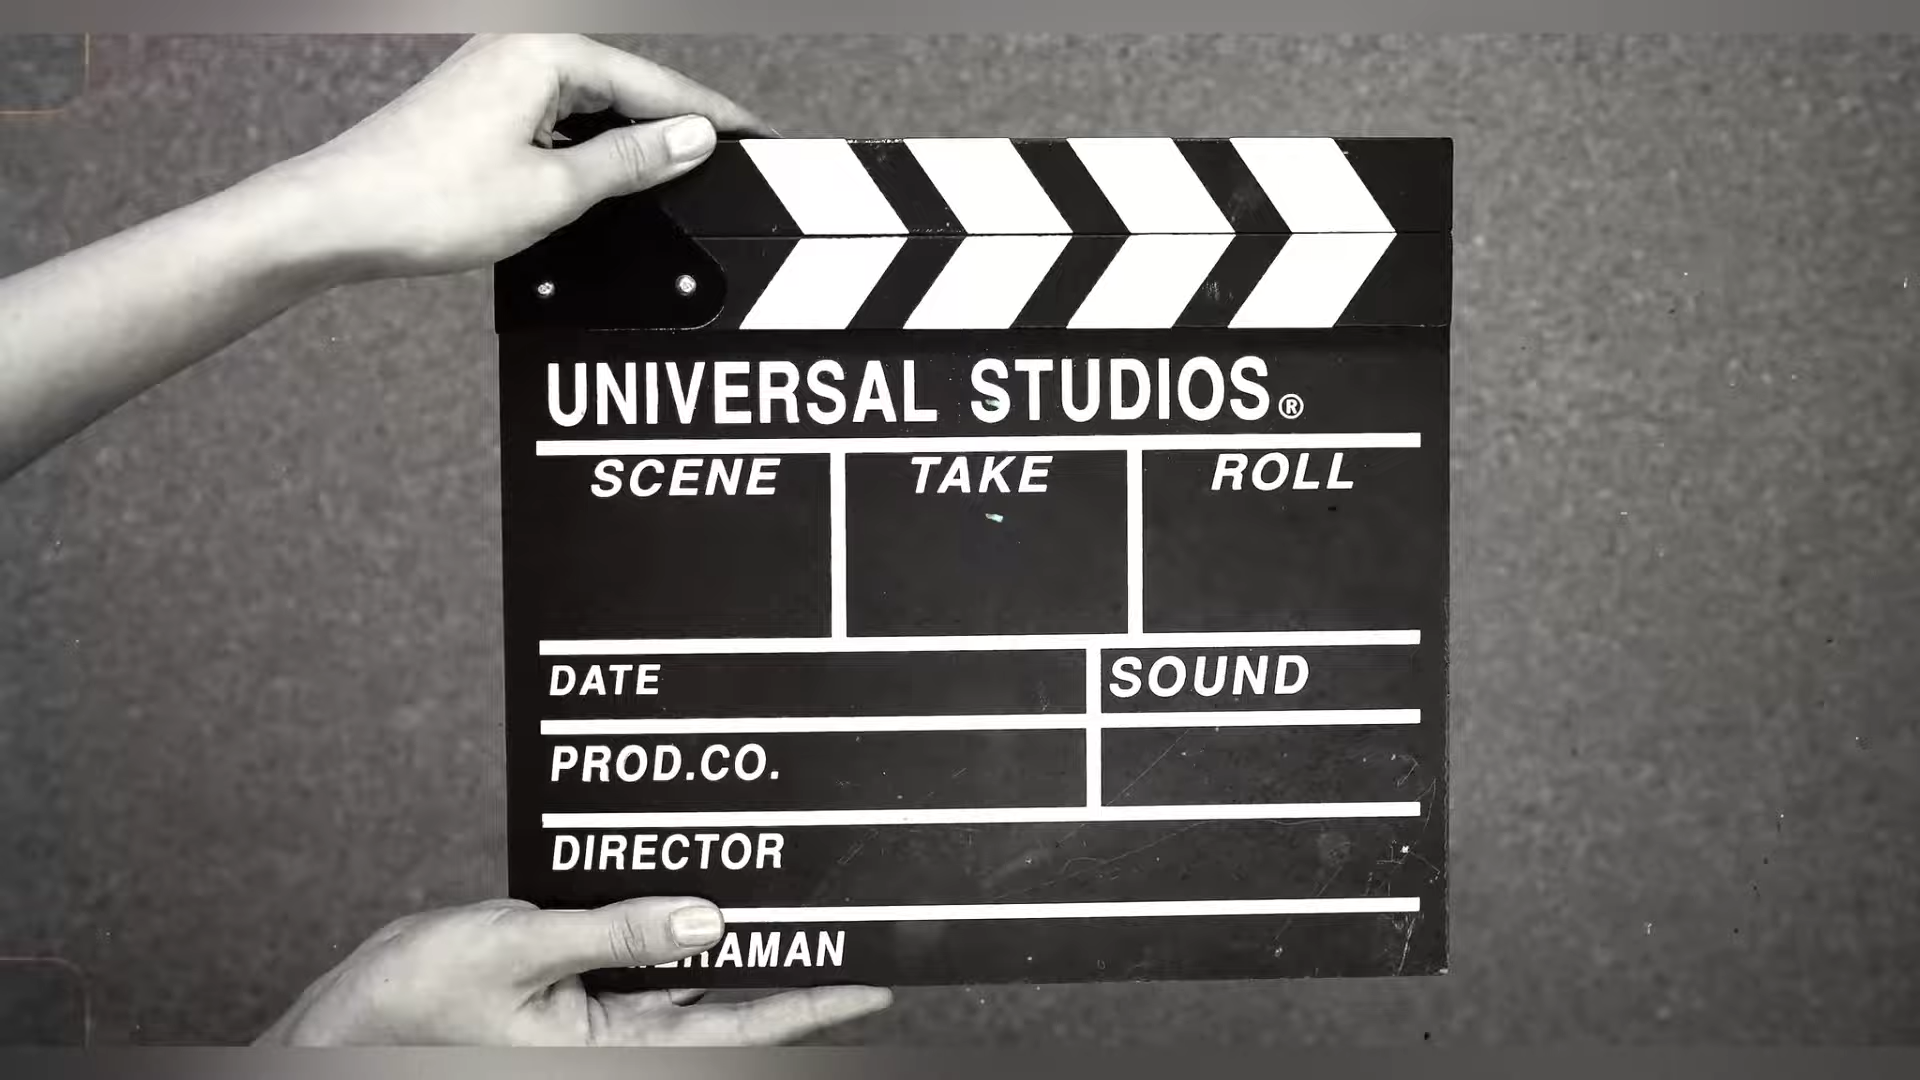 UNIVERSAL STUDIOS®
SCENE TAKE ROLL
DATE SOUND
PROD.CO.
DIRECTOR